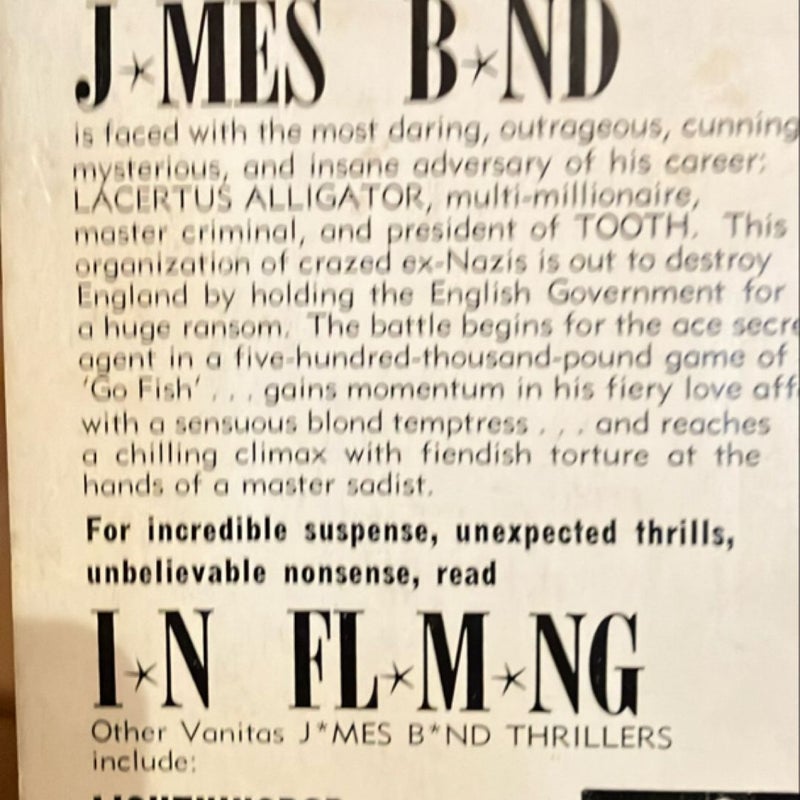 J*MES B*ND
is faced with the most daring, outrageous, cunning
mysterious, and insane adversary of his career:
LACERTUS ALLIGATOR, multi-millionaire,
master criminal, and president of TOOTH. This
organization of crazed ex-Nazis is out to destroy
England by holding the English Government for
a huge ransom. The battle begins for the ace
agent in a five-hundred-thousand-pound game of
'Go Fish' . . . gains momentum in his fiery love
with a sensuous blond temptress . . . and reaches
a chilling climax with fiendish torture at the
hands of a master sadist.
For incredible suspense, unexpected thrills,
unbelievable nonsense, read
I*N FL*M*NG
Other Vanitas J*MES B*ND THRILLERS
include: